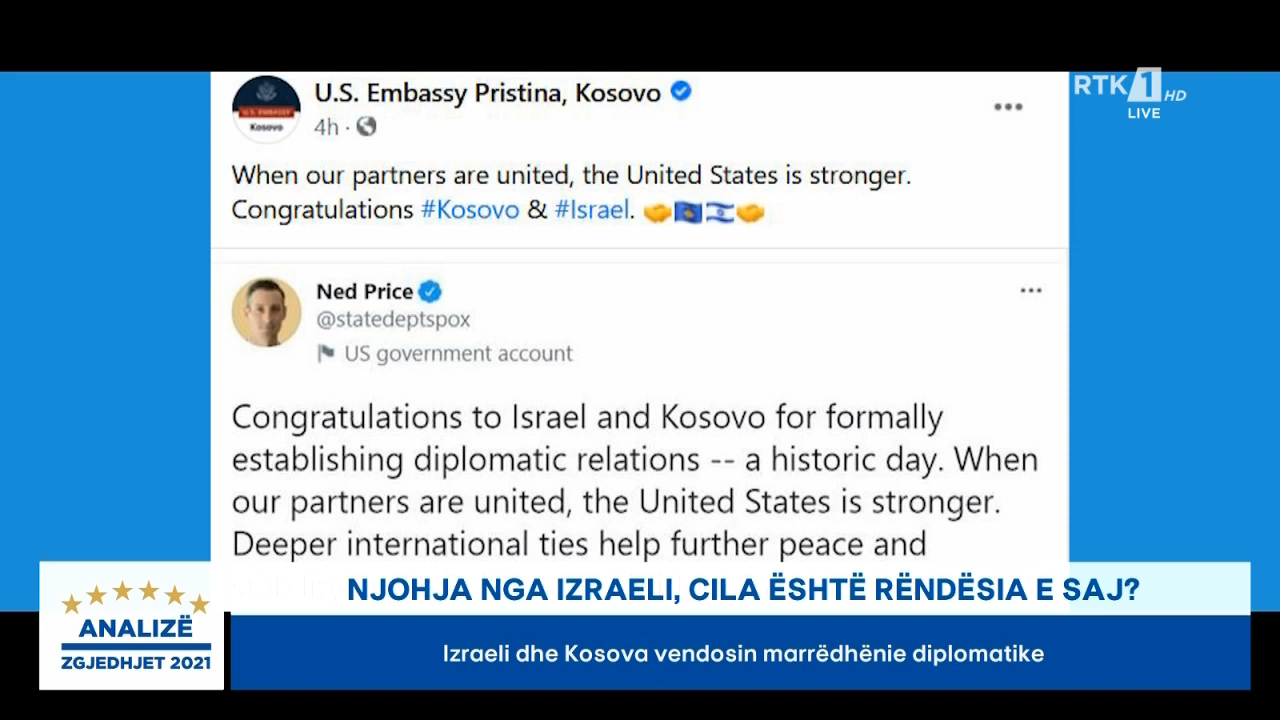 U.S. Embassy Pristina, Kosovo
4h ·
When our partners are united, the United States is stronger.
Congratulations #Kosovo & #Israel.
U.S. EMBASSY
Kosovo
Ned Price
@statedeptspox
US government account
Congratulations to Israel and Kosovo for formally
establishing diplomatic relations -- a historic day. When
our partners are united, the United States is stronger.
Deeper international ties help further peace and
RTK 1 HD
LIVE
NJOHJA NGA IZRAELI, CILA ËSHTË RËNDËSIA E SAJ?
Izraeli dhe Kosova vendosin marrëdhënie diplomatike
ANALIZË
ZGJEDHJET 2021